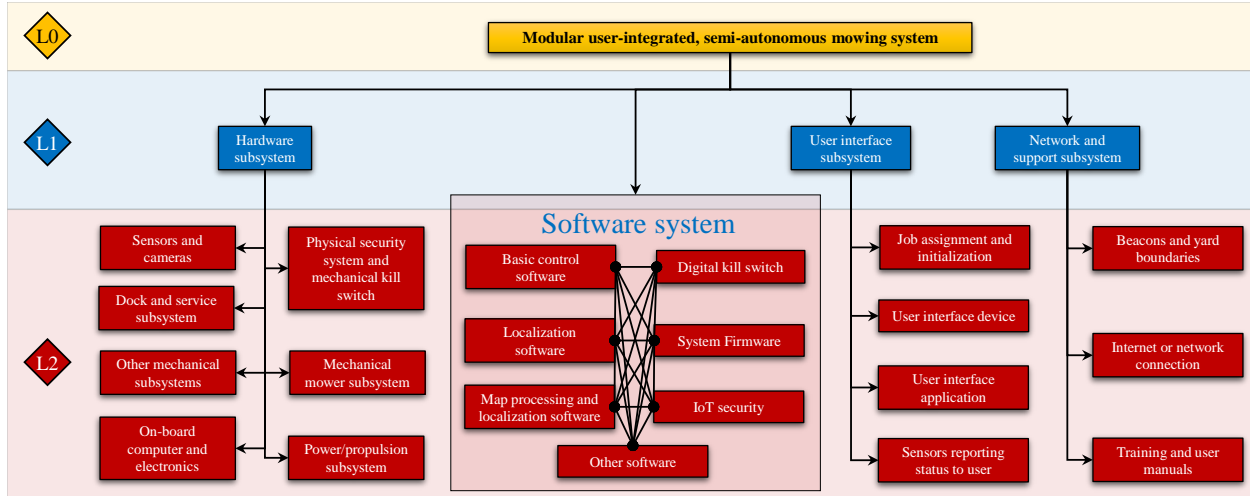 L0
Modular user-integrated, semi-autonomous mowing system
L1
Hardware
subsystem
User interface
subsystem
Network and
support subsystem
L2
Sensors and
cameras
Physical security
system and
mechanical kill
switch
Dock and service
subsystem
Other mechanical
subsystems
Mechanical
mower subsystem
On-board
computer and
electronics
Power/propulsion
subsystem
Software system
Basic control
software
Digital kill switch
Localization
software
System Firmware
Map processing and
localization software
IoT security
Other software
Job assignment and
initialization
User interface device
User interface
application
Sensors reporting
status to user
Beacons and yard
boundaries
Internet or network
connection
Training and user
manuals